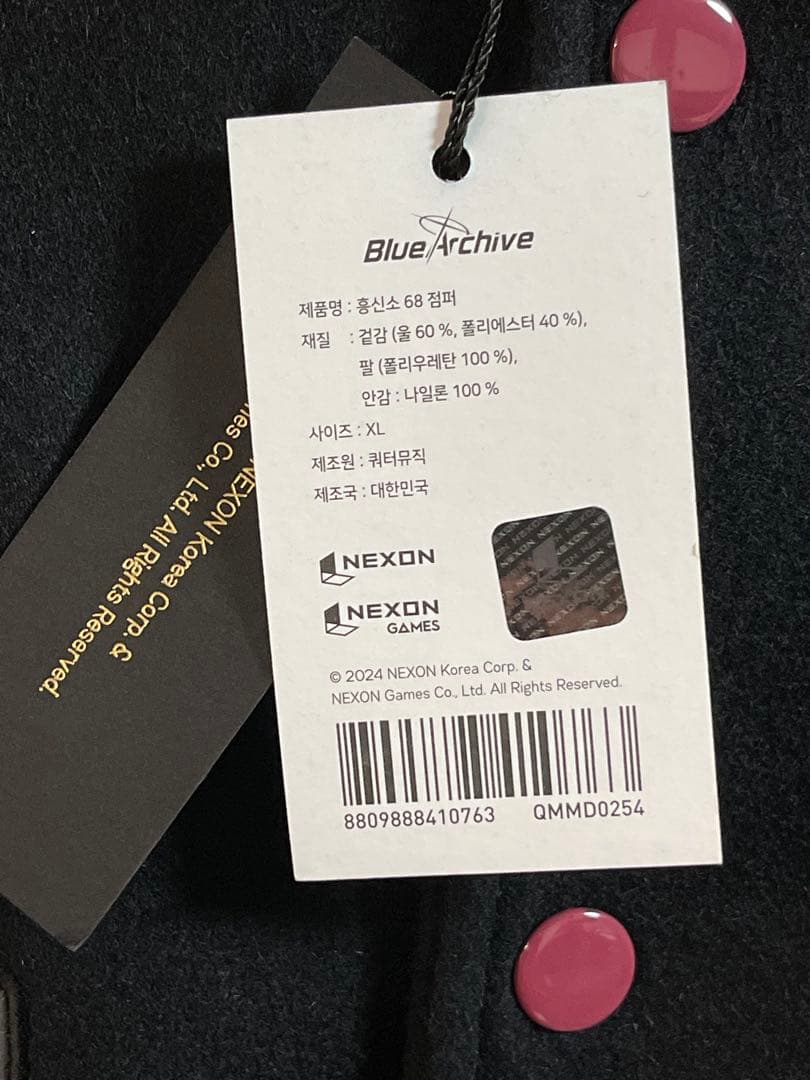 Blue Archive
제품명 : 흥신소 68 점퍼
재질 : 겉감 (울 60 %, 폴리에스터 40 %),
팔 (폴리우레탄 100 %),
안감 : 나일론 100 %
사이즈 : XL
제조원 : 쿼터뮤직
제조국 : 대한민국
NEXON
NEXON
GAMES
© 2024 NEXON Korea Corp. &
NEXON Games Co., Ltd. All Rights Reserved.
8809888410763 QMMD0254
NEXON Korea Corp. &
Co., Ltd. All Rights Reserved.